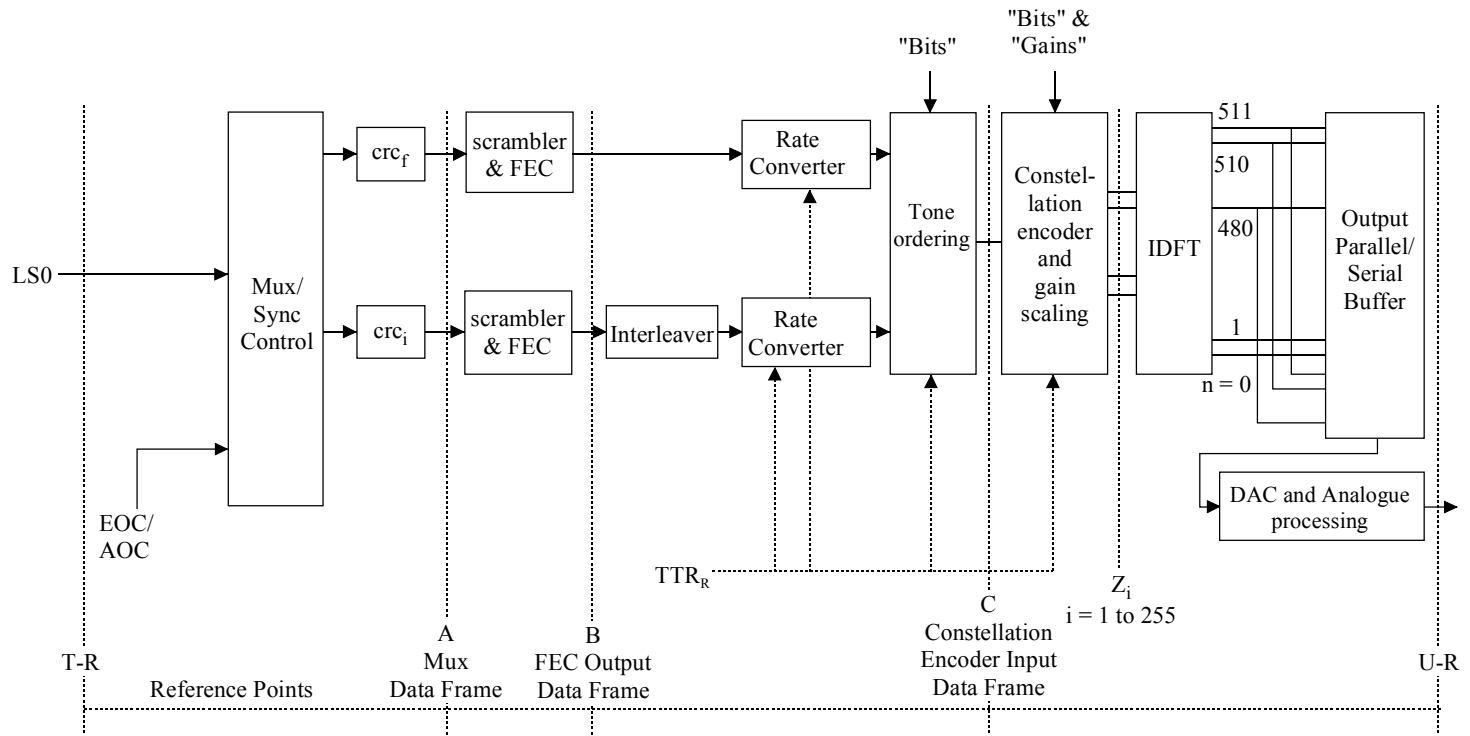 "Bits"
"Bits" &
"Gains"
LS0
Mux/
Sync
Control
EOC/
AOC
crc_f
crc_i
scrambler
& FEC
scrambler
& FEC
Interleaver
Rate
Converter
Rate
Converter
Tone
ordering
Constel-
lation
encoder
and
gain
scaling
IDFT
511
510
480
1
n = 0
Output
Parallel/
Serial
Buffer
DAC and Analogue
processing
TTR_R
Z_i
i = 1 to 255
T-R
Reference Points
A
Mux
Data Frame
B
FEC Output
Data Frame
C
Constellation
Encoder Input
Data Frame
U-R